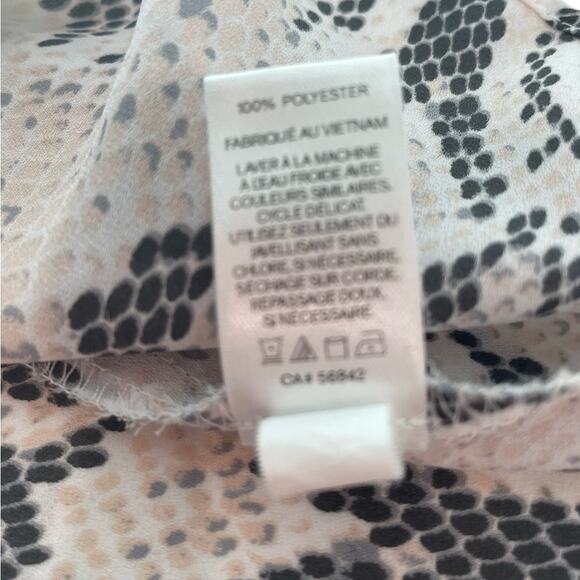 100% POLYESTER
FABRIQUÉ AU VIETNAM
LAVER À LA MACHINE
À L'EAU FROIDE AVEC
COULEURS SIMILAIRES.
CYCLE DÉLICAT.
UTILISEZ SEULEMENT DU
JAVELLISANT SANS
CHLORE, SI NÉCESSAIRE.
SÉCHAGE SUR CORDE.
REPASSAGE DOUX,
SI NÉCESSAIRE.
CA# 56842